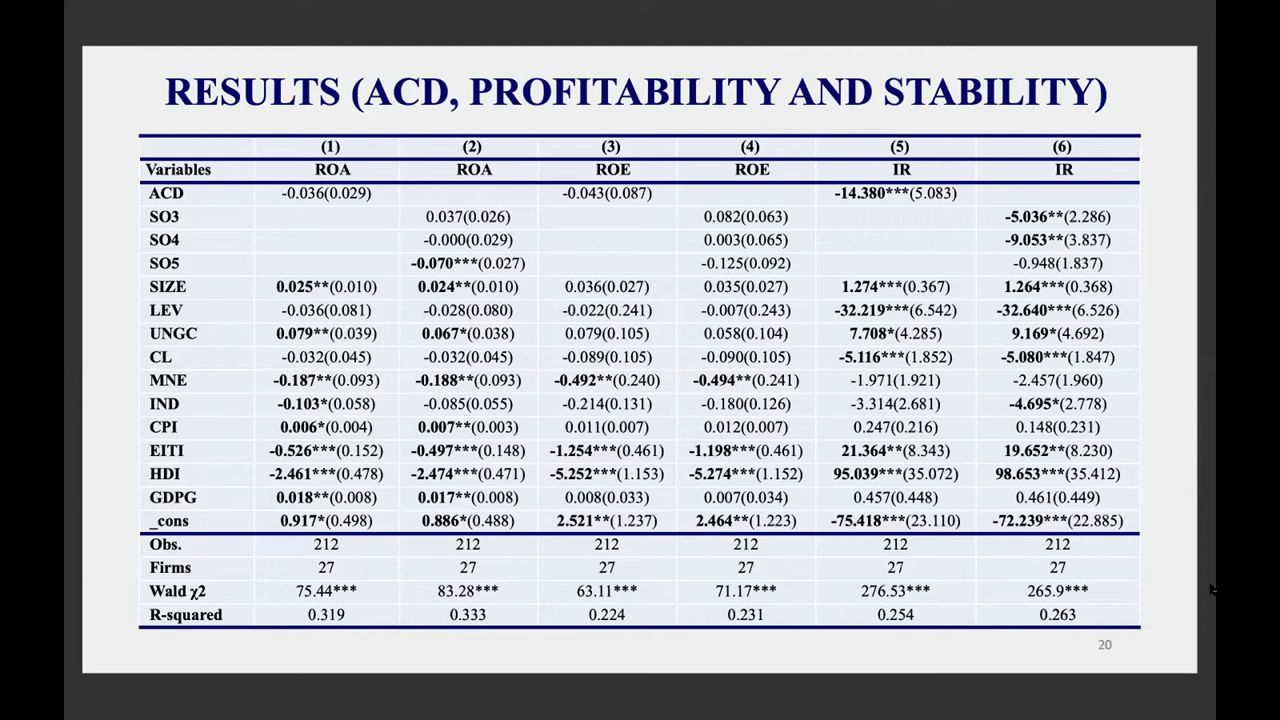 RESULTS (ACD, PROFITABILITY AND STABILITY)
(1) (2) (3) (4) (5) (6)
Variables ROA ROA ROE ROE IR IR
ACD -0.036(0.029) -0.043(0.087) -14.380***(5.083)
SO3 0.037(0.026) 0.082(0.063) -5.036**(2.286)
SO4 -0.000(0.029) 0.003(0.065) -9.053**(3.837)
SO5 -0.070***(0.027) -0.125(0.092) -0.948(1.837)
SIZE 0.025**(0.010) 0.024**(0.010) 0.036(0.027) 0.035(0.027) 1.274***(0.367) 1.264***(0.368)
LEV -0.036(0.081) -0.028(0.080) -0.022(0.241) -0.007(0.243) -32.219***(6.542) -32.640***(6.526)
UNGC 0.079**(0.039) 0.067*(0.038) 0.079(0.105) 0.058(0.104) 7.708*(4.285) 9.169*(4.692)
CL -0.032(0.045) -0.032(0.045) -0.089(0.105) -0.090(0.105) -5.116***(1.852) -5.080***(1.847)
MNE -0.187**(0.093) -0.188**(0.093) -0.492**(0.240) -0.494**(0.241) -1.971(1.921) -2.457(1.960)
IND -0.103*(0.058) -0.085(0.055) -0.214(0.131) -0.180(0.126) -3.314(2.681) -4.695*(2.778)
CPI 0.006*(0.004) 0.007**(0.003) 0.011(0.007) 0.012(0.007) 0.247(0.216) 0.148(0.231)
EITI -0.526***(0.152) -0.497***(0.148) -1.254***(0.461) -1.198***(0.461) 21.364**(8.343) 19.652**(8.230)
HDI -2.461***(0.478) -2.474***(0.471) -5.252***(1.153) -5.274***(1.152) 95.039***(35.072) 98.653***(35.412)
GDPG 0.018**(0.008) 0.017**(0.008) 0.008(0.033) 0.007(0.034) 0.457(0.448) 0.461(0.449)
_cons 0.917*(0.498) 0.886*(0.488) 2.521**(1.237) 2.464**(1.223) -75.418***(23.110) -72.239***(22.885)
Obs. 212 212 212 212 212 212
Firms 27 27 27 27 27 27
Wald χ2 75.44*** 83.28*** 63.11*** 71.17*** 276.53*** 265.9***
R-squared 0.319 0.333 0.224 0.231 0.254 0.263
20